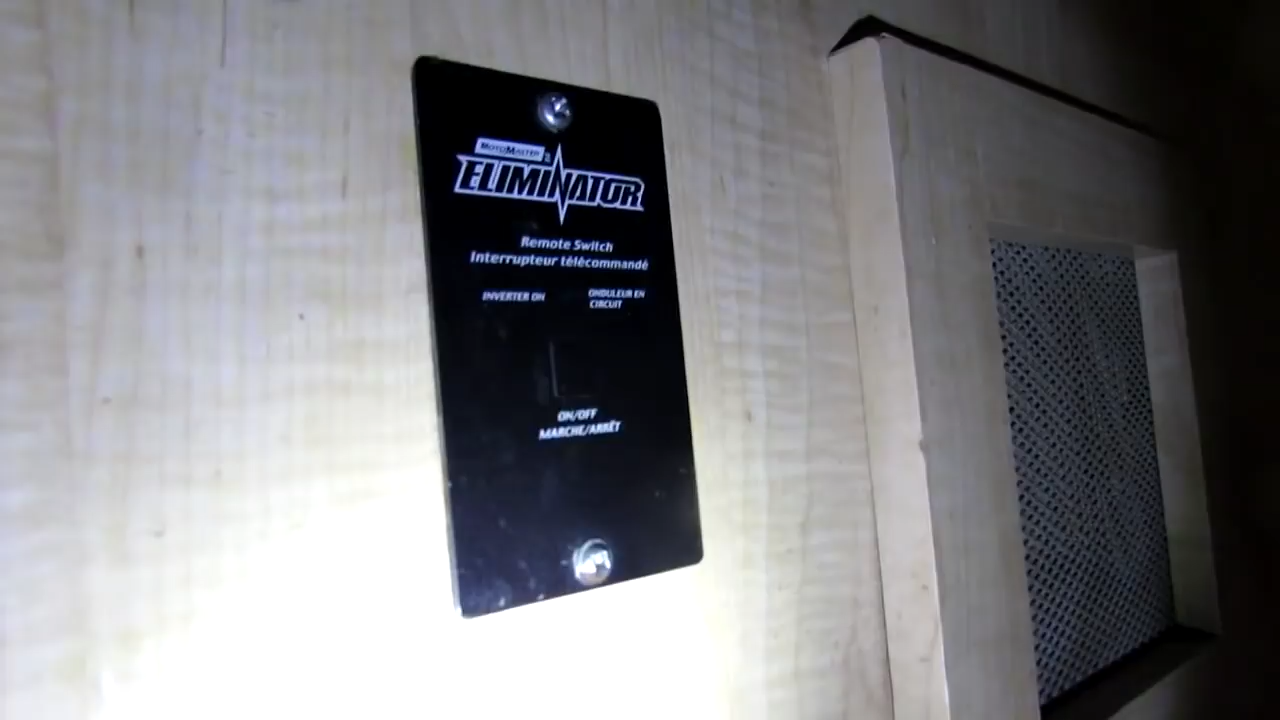 MotoMaster
ELIMINATOR
Remote Switch
Interrupteur télécommandé
INVERTER ON
ONDULEUR EN
CIRCUIT
ON/OFF
MARCHE/ARRÊT